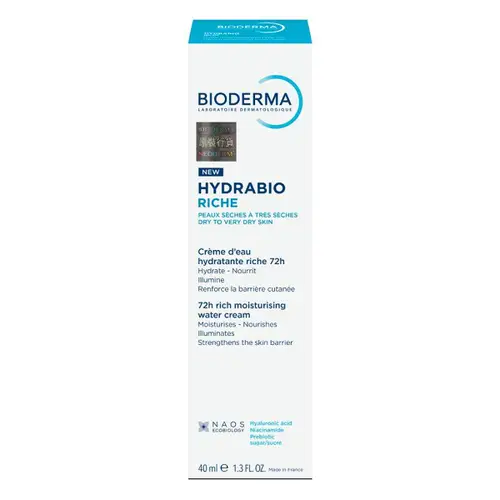 BIODERMA
LABORATOIRE DERMATOLOGIQUE
NEW
HYDRABIO
RICHE
PEAUX SÈCHES À TRÈS SÈCHES
DRY TO VERY DRY SKIN
Crème d'eau
hydratante riche 72h
Hydrate - Nourrit
Illumine
Renforce la barrière cutanée
72h rich moisturising
water cream
Moisturises - Nourishes
Illuminates
Strengthens the skin barrier
NAOS
ECOBIOLOGY
Hyaluronic acid
Niacinamide
Prebiotic
sugar/sucre
40 ml e 1.3 FL. OZ. Made in France